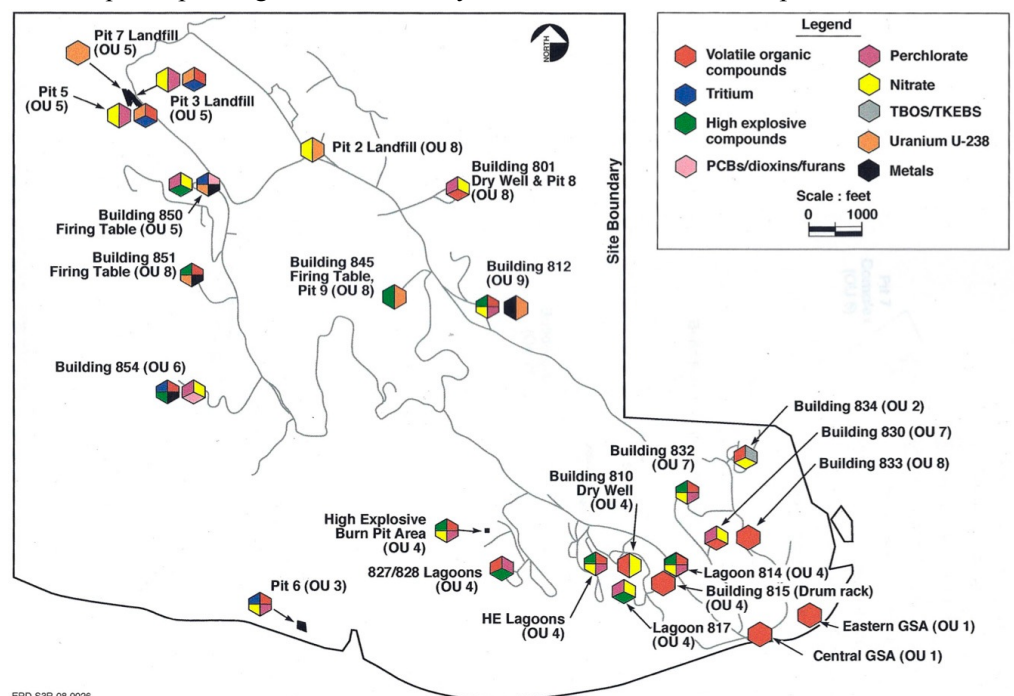 Pit 7 Landfill
(OU 5)
Pit 5
(OU 5)
Pit 3 Landfill
(OU 5)
Pit 2 Landfill (OU 8)
Building 801
Dry Well & Pit 8
(OU 8)
Building 850
Firing Table (OU 5)
Building 851
Firing Table (OU 8)
Building 845
Firing Table,
Pit 9 (OU 8)
Building 812
(OU 9)
Building 854 (OU 6)
NORTH
Site Boundary
Legend
Volatile organic
compounds
Tritium
High explosive
compounds
PCBs/dioxins/furans
Perchlorate
Nitrate
TBOS/TKEBS
Uranium U-238
Metals
Scale : feet
0 1000
Building 834 (OU 2)
Building 830 (OU 7)
Building 833 (OU 8)
Building 832
(OU 7)
Building 810
Dry Well
(OU 4)
High Explosive
Burn Pit Area
(OU 4)
827/828 Lagoons
(OU 4)
Pit 6 (OU 3)
HE Lagoons
(OU 4)
Lagoon 814 (OU 4)
Building 815 (Drum rack)
(OU 4)
Lagoon 817
(OU 4)
Eastern GSA (OU 1)
Central GSA (OU 1)